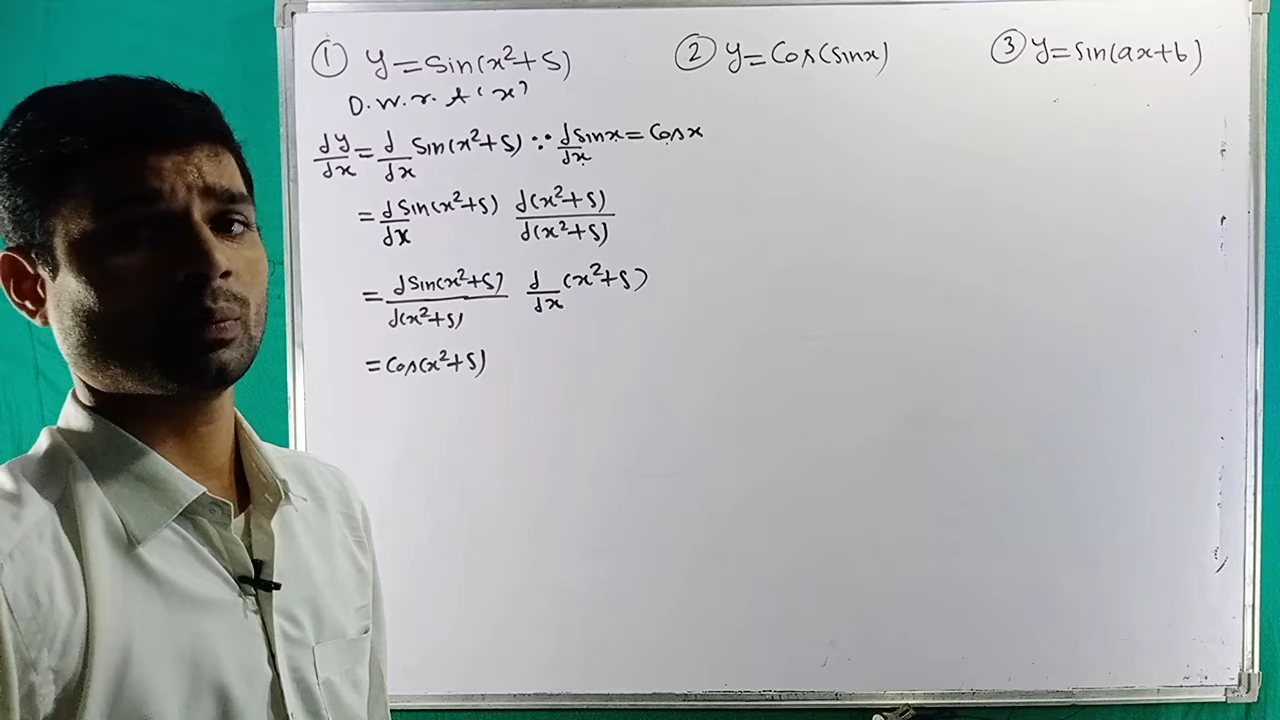 ① y=Sin(x²+5)
② y=Cos(sinx)
③ y=sin(ax+b)
D.w.r.t 'x'
dy/dx = d/dx Sin(x²+5) ∵ d/dx sinx = Cosx
= d/dx Sin(x²+5) d(x²+5)/d(x²+5)
= dSin(x²+5)/d(x²+5) d/dx (x²+5)
= Cos(x²+5)